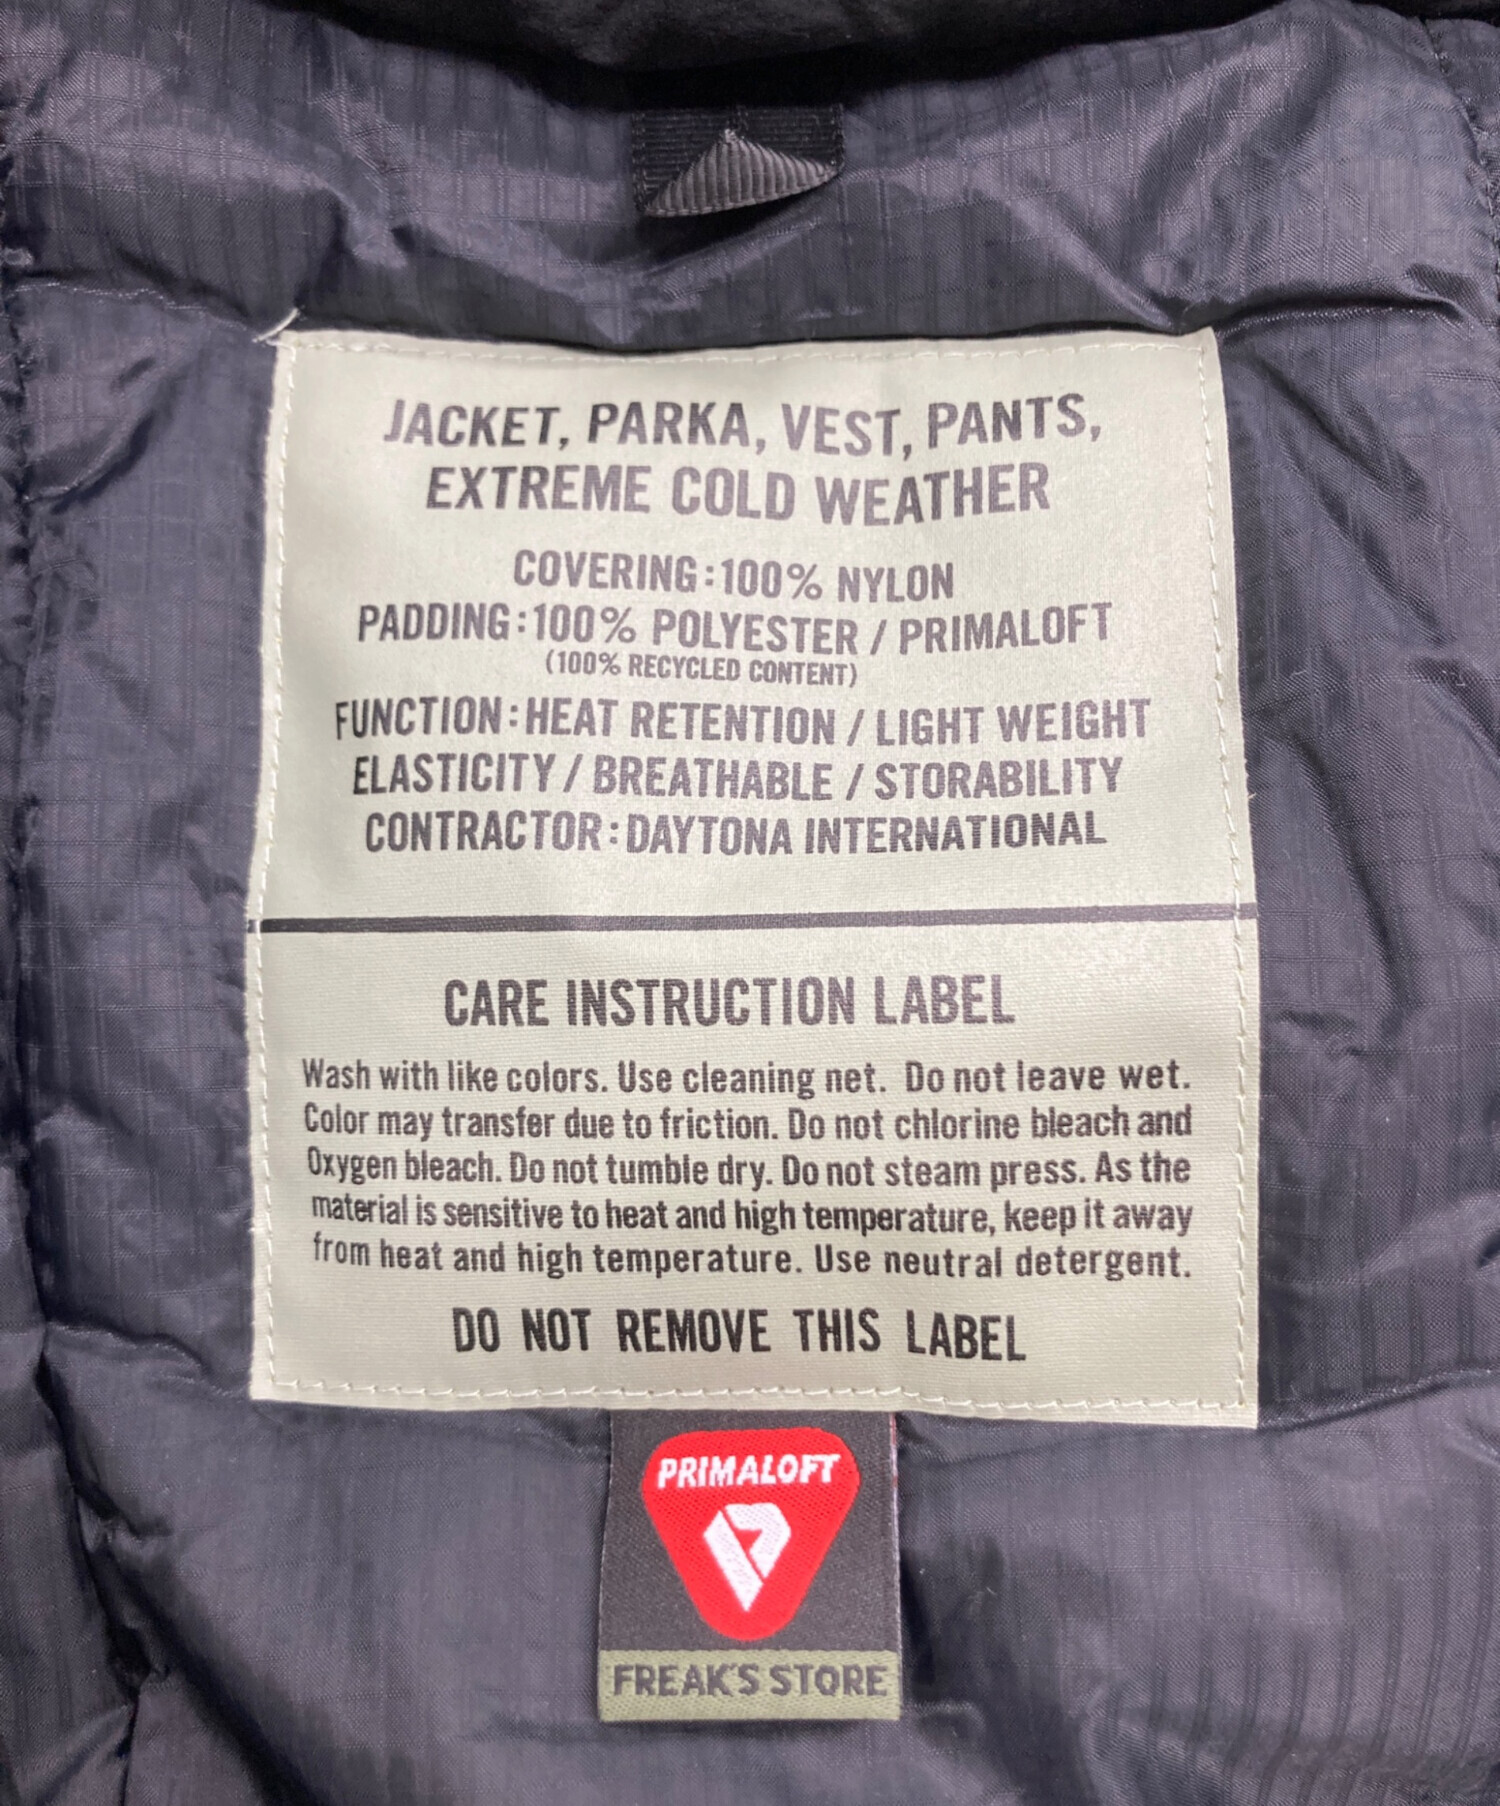 JACKET, PARKA, VEST, PANTS,
EXTREME COLD WEATHER
COVERING:100% NYLON
PADDING:100% POLYESTER / PRIMALOFT
(100% RECYCLED CONTENT)
FUNCTION:HEAT RETENTION / LIGHT WEIGHT
ELASTICITY / BREATHABLE / STORABILITY
CONTRACTOR:DAYTONA INTERNATIONAL
CARE INSTRUCTION LABEL
Wash with like colors. Use cleaning net. Do not leave wet.
Color may transfer due to friction. Do not chlorine bleach and
Oxygen bleach. Do not tumble dry. Do not steam press. As the
material is sensitive to heat and high temperature, keep it away
from heat and high temperature. Use neutral detergent.
DO NOT REMOVE THIS LABEL
PRIMALOFT
FREAK'S STORE